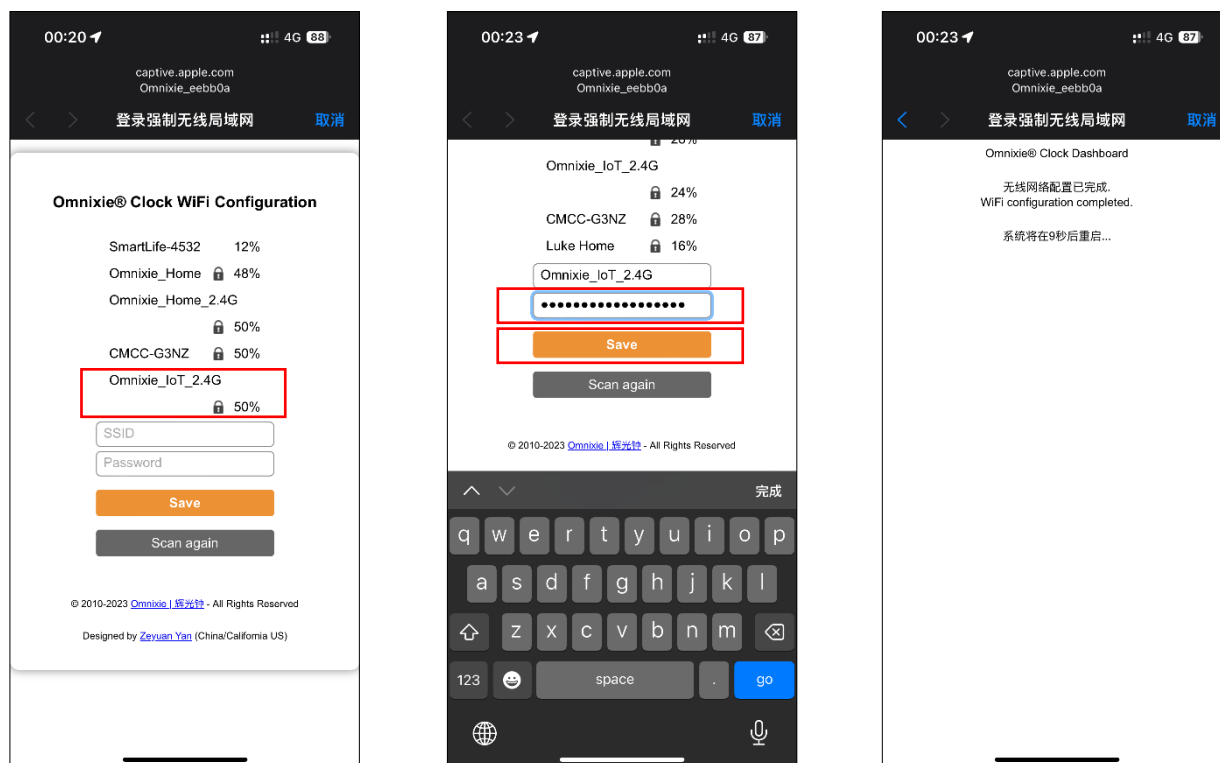 00:20
4G 88
captive.apple.com
Omnixie_eebb0a
登录强制无线局域网 取消
Omnixie® Clock WiFi Configuration
SmartLife-4532 12%
Omnixie_Home 48%
Omnixie_Home_2.4G
50%
CMCC-G3NZ 50%
Omnixie_IoT_2.4G
50%
SSID
Password
Save
Scan again
© 2010-2023 Omnixie | 辉光钟 - All Rights Reserved
Designed by Zeyuan Yan (China/California US)
00:23
4G 87
captive.apple.com
Omnixie_eebb0a
登录强制无线局域网 取消
Omnixie_IoT_2.4G
24%
CMCC-G3NZ 28%
Luke Home 16%
Omnixie_IoT_2.4G
••••••••••••••••••
Save
Scan again
© 2010-2023 Omnixie | 辉光钟 - All Rights Reserved
完成
q w e r t y u i o p
a s d f g h j k l
z x c v b n m
123 space . go
00:23
4G 87
captive.apple.com
Omnixie_eebb0a
登录强制无线局域网 取消
Omnixie® Clock Dashboard
无线网络配置已完成.
WiFi configuration completed.
系统将在9秒后重启...